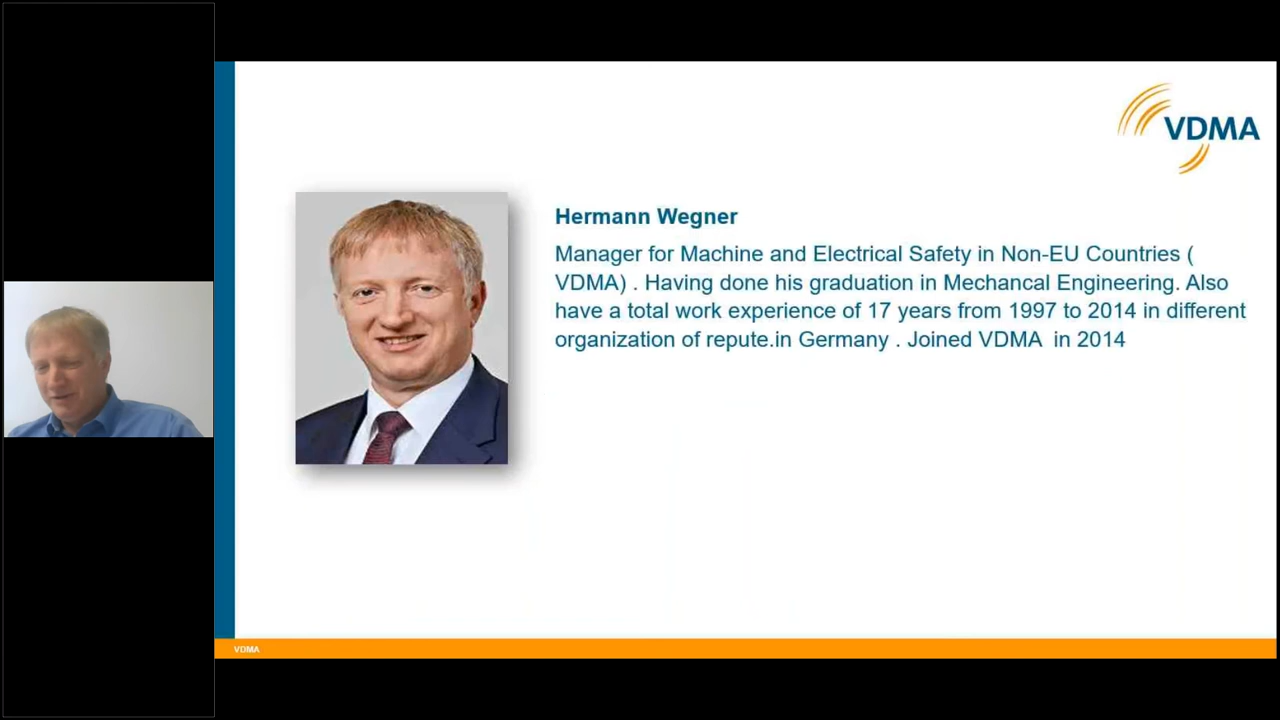 VDMA
Hermann Wegner
Manager for Machine and Electrical Safety in Non-EU Countries (
VDMA) . Having done his graduation in Mechancal Engineering. Also
have a total work experience of 17 years from 1997 to 2014 in different
organization of repute.in Germany . Joined VDMA in 2014
VDMA